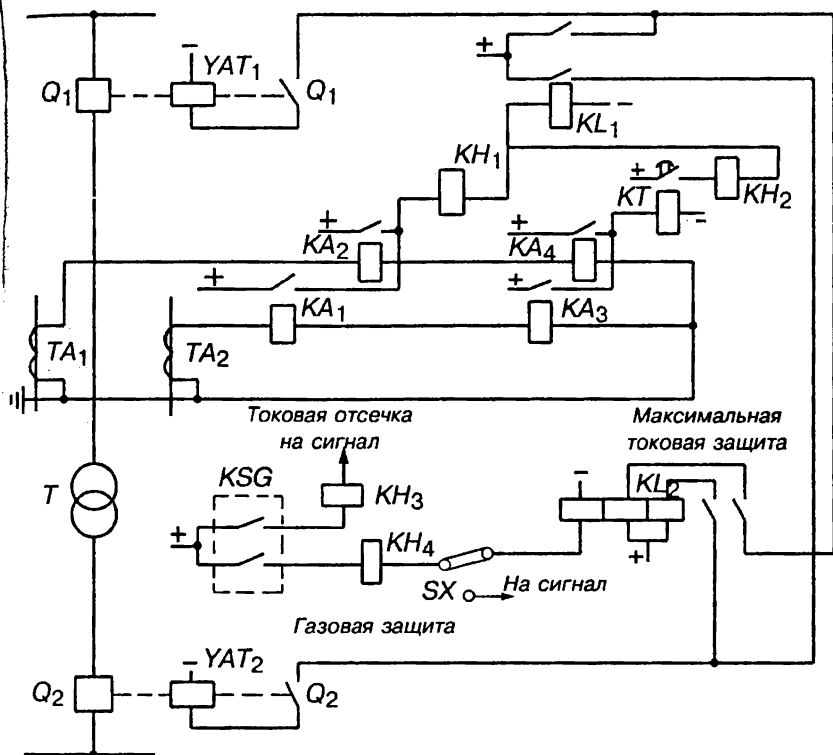 − YAT1
Q1
Q1
+
KL1 −
KH1
+
KT
KH2
−
+
KA2
+
KA4
+
KA1
+
KA3
TA1
TA2
Токовая отсечка
на сигнал
Максимальная
токовая защита
T
KSG
KH3
−
KL2
+
KH4
+
SX
На сигнал
Газовая защита
− YAT2
Q2
Q2